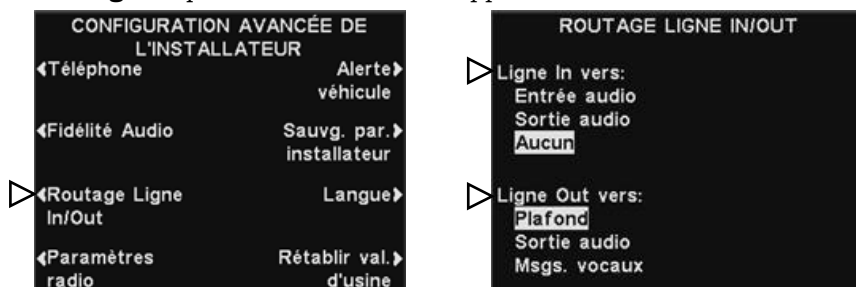 CONFIGURATION AVANCÉE DE
L'INSTALLATEUR
Téléphone
Alerte
véhicule
Fidélité Audio
Sauvg. par.
installateur
Routage Ligne
In/Out
Langue
Paramètres
radio
Rétablir val.
d'usine
ROUTAGE LIGNE IN/OUT
Ligne In vers:
Entrée audio
Sortie audio
Aucun
Ligne Out vers:
Plafond
Sortie audio
Msgs. vocaux